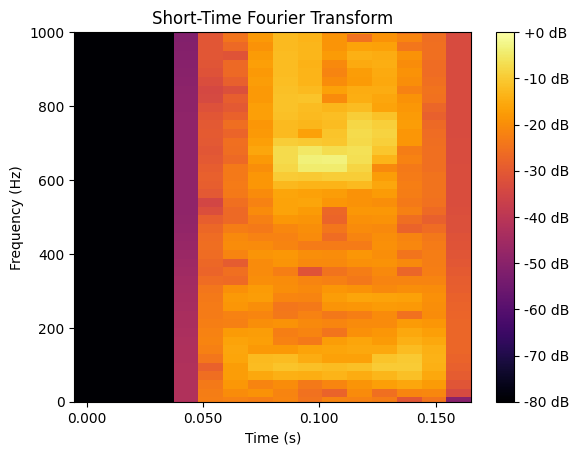 Short-Time Fourier Transform
1000
800
600
400
200
0
Frequency (Hz)
0.000
0.050
0.100
0.150
Time (s)
+0 dB
-10 dB
-20 dB
-30 dB
-40 dB
-50 dB
-60 dB
-70 dB
-80 dB